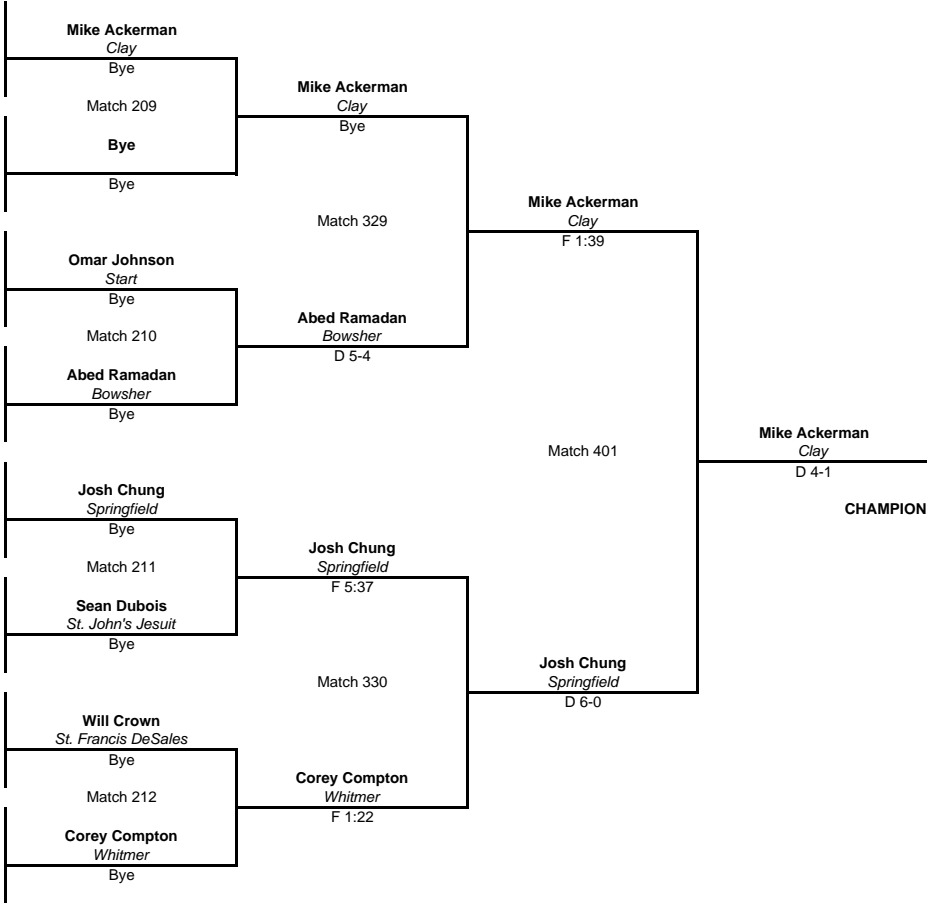 Mike Ackerman
Clay
Bye
Match 209
Bye
Bye
Omar Johnson
Start
Bye
Match 210
Abed Ramadan
Bowsher
Bye
Josh Chung
Springfield
Bye
Match 211
Sean Dubois
St. John's Jesuit
Bye
Will Crown
St. Francis DeSales
Bye
Match 212
Corey Compton
Whitmer
Bye
Mike Ackerman
Clay
Bye
Match 329
Abed Ramadan
Bowsher
D 5-4
Josh Chung
Springfield
F 5:37
Match 330
Corey Compton
Whitmer
F 1:22
Mike Ackerman
Clay
F 1:39
Match 401
Josh Chung
Springfield
D 6-0
Mike Ackerman
Clay
D 4-1
CHAMPION